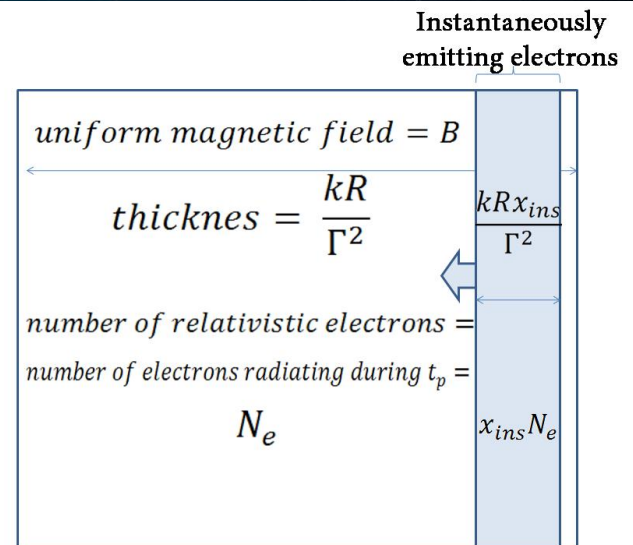 Instantaneously
emitting electrons
uniform magnetic field = B
thicknes = kR/Γ²
kRx_ins/Γ²
number of relativistic electrons =
number of electrons radiating during t_p =
N_e
x_ins N_e